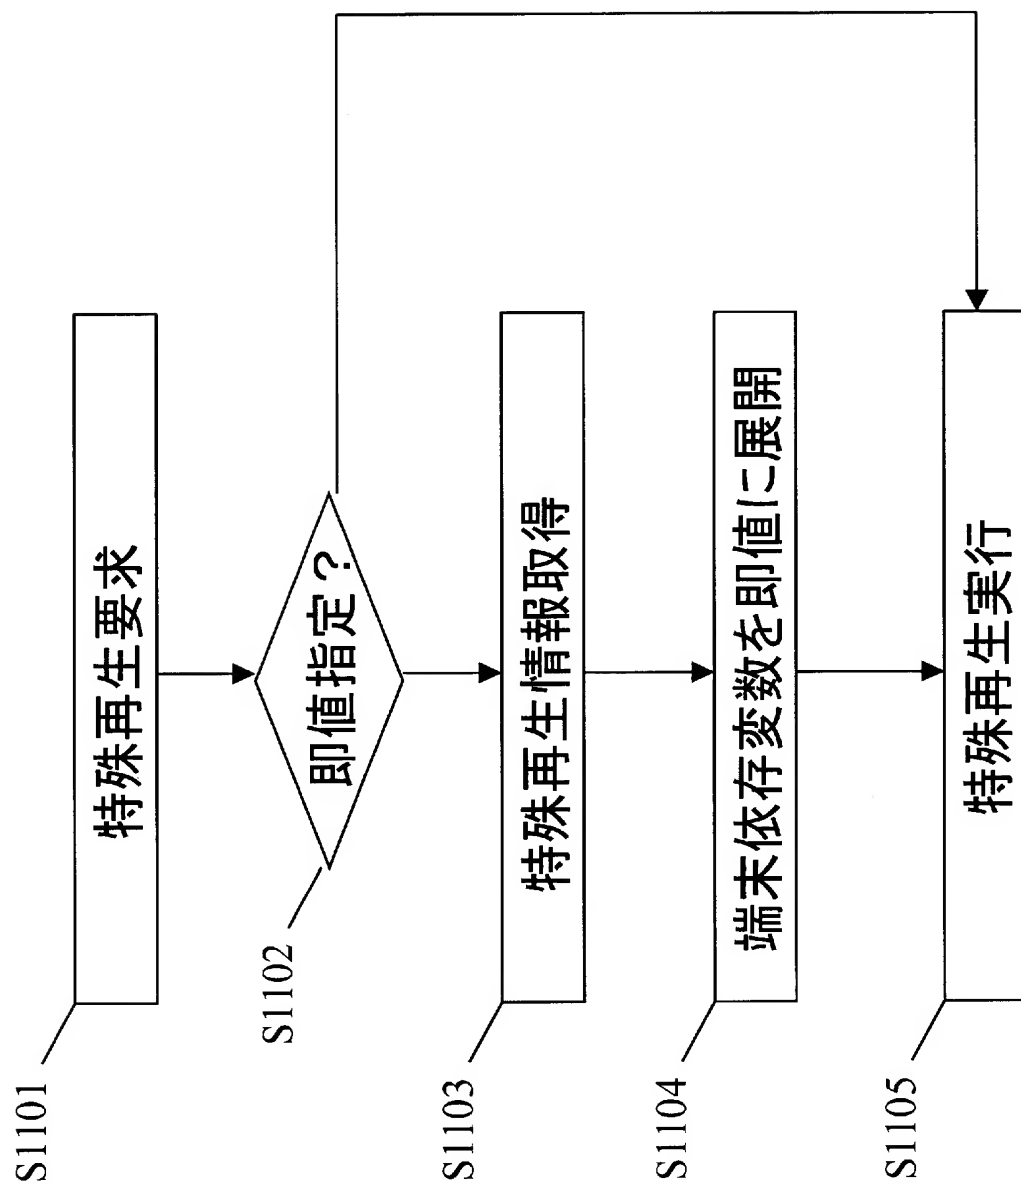 S1101
特殊再生要求
S1102
即値指定?
S1103
特殊再生情報取得
S1104
端末依存変数を即値に展開
S1105
特殊再生実行